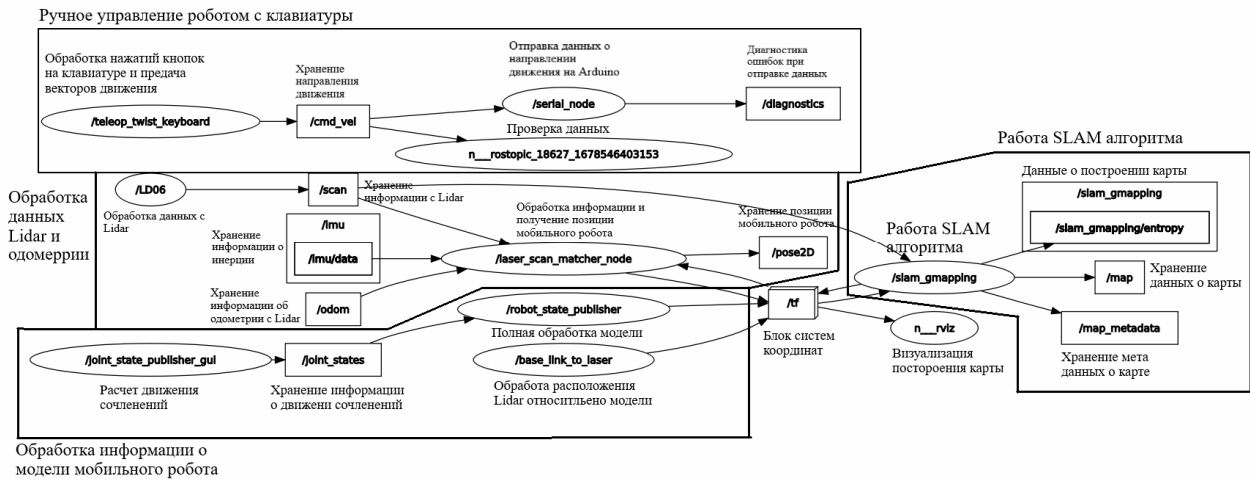 Ручное управление роботом с клавиатуры
Обработка нажатий кнопок
на клавиатуре и предача
векторов движения
Хранение
направления
движения
Отправка данных о
направлении
движения на Arduino
Диагностика
ошибок при
отправке данных
/teleop_twist_keyboard
/cmd_vel
/serial_node
/diagnostics
Проверка данных
n___rostopic_18627_1678546403153
Обработка
данных
Lidar и
одомеррии
/LD06
Обработка данных с
Lidar
/scan
Хранение
информации с Lidar
Хранение
информации о
инерции
/imu
/imu/data
Обработка информации и
получение позиции
мобильного робота
/laser_scan_matcher_node
Хранение позиции
мобильного робота
/pose2D
Хранение
информации об
одометрии с Lidar
/odom
/robot_state_publisher
Полная обработка модели
/tf
Блок систем
координат
/joint_state_publisher_gui
Расчет движения
сочленений
/joint_states
Хранение информации
о движени сочленений
/base_link_to_laser
Обработа расположения
Lidar относитльено модели
Обработка информации о
модели мобильного робота
Работа SLAM алгоритма
Данные о построении карты
/slam_gmapping
/slam_gmapping/entropy
Работа SLAM
алгоритма
/slam_gmapping
/map
Хранение
данных о карты
/map_metadata
Хранение мета
данных о карте
n___rviz
Визуализация
постороения карты